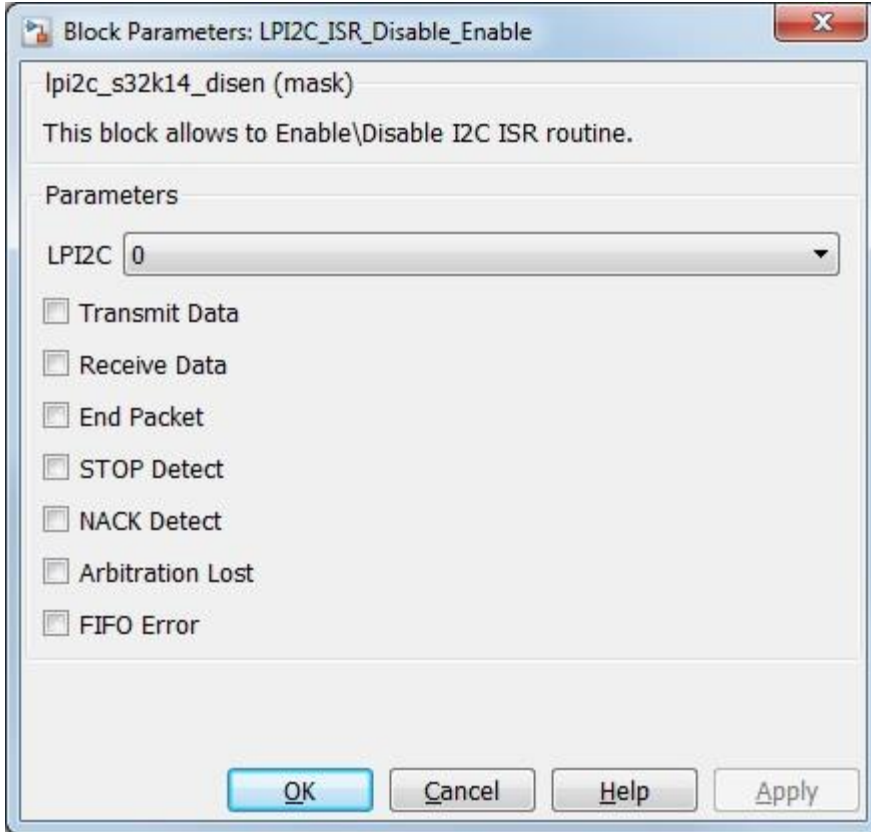 Block Parameters: LPI2C_ISR_Disable_Enable
lpi2c_s32k14_disen (mask)
This block allows to Enable\Disable I2C ISR routine.
Parameters
LPI2C 0
Transmit Data
Receive Data
End Packet
STOP Detect
NACK Detect
Arbitration Lost
FIFO Error
OK Cancel Help Apply